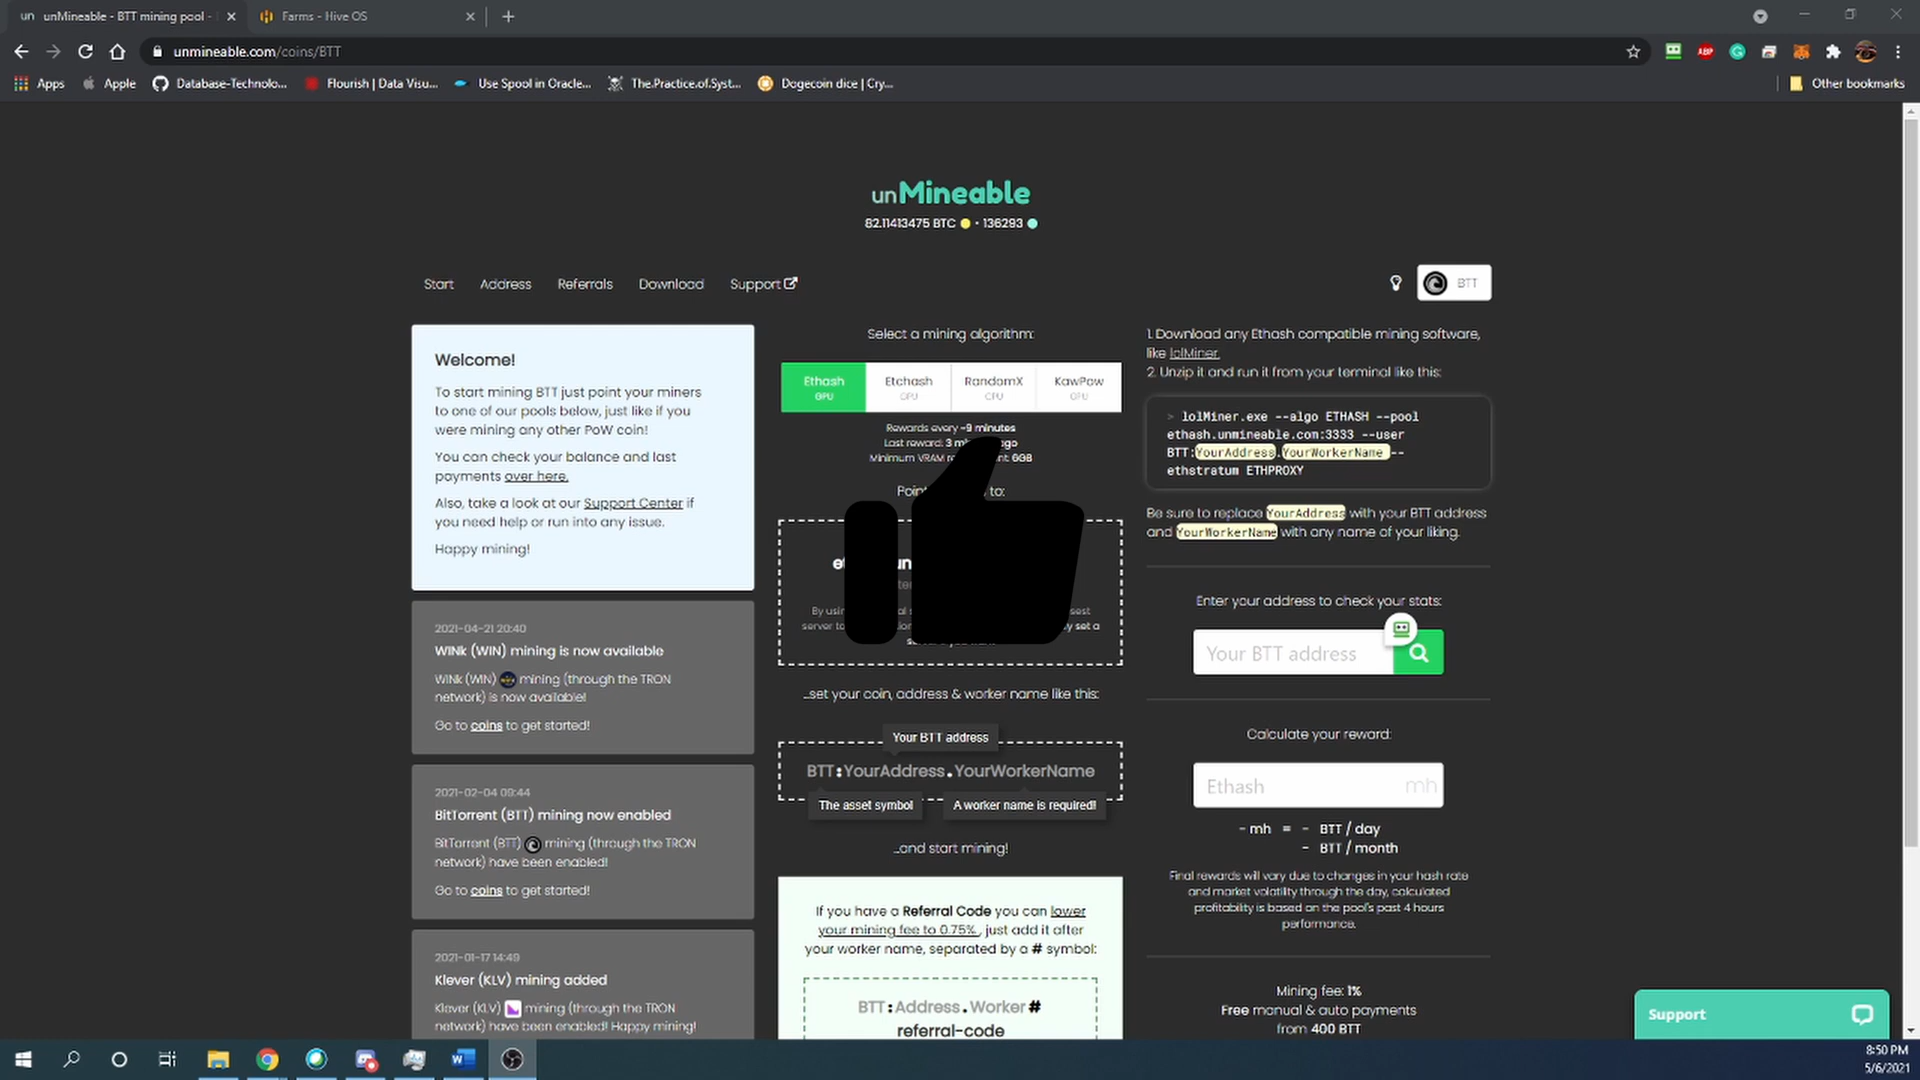 un unMineable - BTT mining pool -
Farms - Hive OS
unmineable.com/coins/BTT
ABP
Apps
Apple
Database-Technolo...
Flourish | Data Visu...
Use Spool in Oracle...
The.Practice.of.Syst...
Dogecoin dice | Cry...
Other bookmarks
unMineable
82.11413475 BTC • 136293
Start
Address
Referrals
Download
Support
BTT
Welcome!
To start mining BTT just point your miners
to one of our pools below, just like if you
were mining any other PoW coin!
You can check your balance and last
payments over here.
Also, take a look at our Support Center if
you need help or run into any issue.
Happy mining!
2021-04-21 20:40
WINk (WIN) mining is now available
WINk (WIN) mining (through the TRON
network) is now available!
Go to coins to get started!
2021-02-04 09:44
BitTorrent (BTT) mining now enabled
BitTorrent (BTT) mining (through the TRON
network) have been enabled!
Go to coins to get started!
2021-01-17 14:49
Klever (KLV) mining added
Klever (KLV) mining (through the TRON
network) have been enabled! Happy mining!
Select a mining algorithm:
Ethash
GPU
Etchash
GPU
RandomX
CPU
KawPow
GPU
Rewards every ~9 minutes
Last reward: 3 go
Minimum VRAM 6GB
to:
By
server to
set a
...set your coin, address & worker name like this:
Your BTT address
BTT:YourAddress.YourWorkerName
The asset symbol
A worker name is required!
...and start mining!
If you have a Referral Code you can lower
your mining fee to 0.75%, just add it after
your worker name, separated by a # symbol:
BTT:Address.Worker#
referral-code
1. Download any Ethash compatible mining software,
like lolMiner.
2. Unzip it and run it from your terminal like this:
> lolMiner.exe --algo ETHASH --pool
ethash.unmineable.com:3333 --user
BTT:YourAddress.YourWorkerName --
ethstratum ETHPROXY
Be sure to replace YourAddress with your BTT address
and YourWorkerName with any name of your liking.
Enter your address to check your stats:
Your BTT address
Calculate your reward:
Ethash mh
- mh = - BTT / day
- BTT / month
Final rewards will vary due to changes in your hash rate
and market volatility through the day, calculated
profitability is based on the pool's past 4 hours
performance.
Mining fee: 1%
Free manual & auto payments
from 400 BTT
Support
8:50 PM
5/6/2021